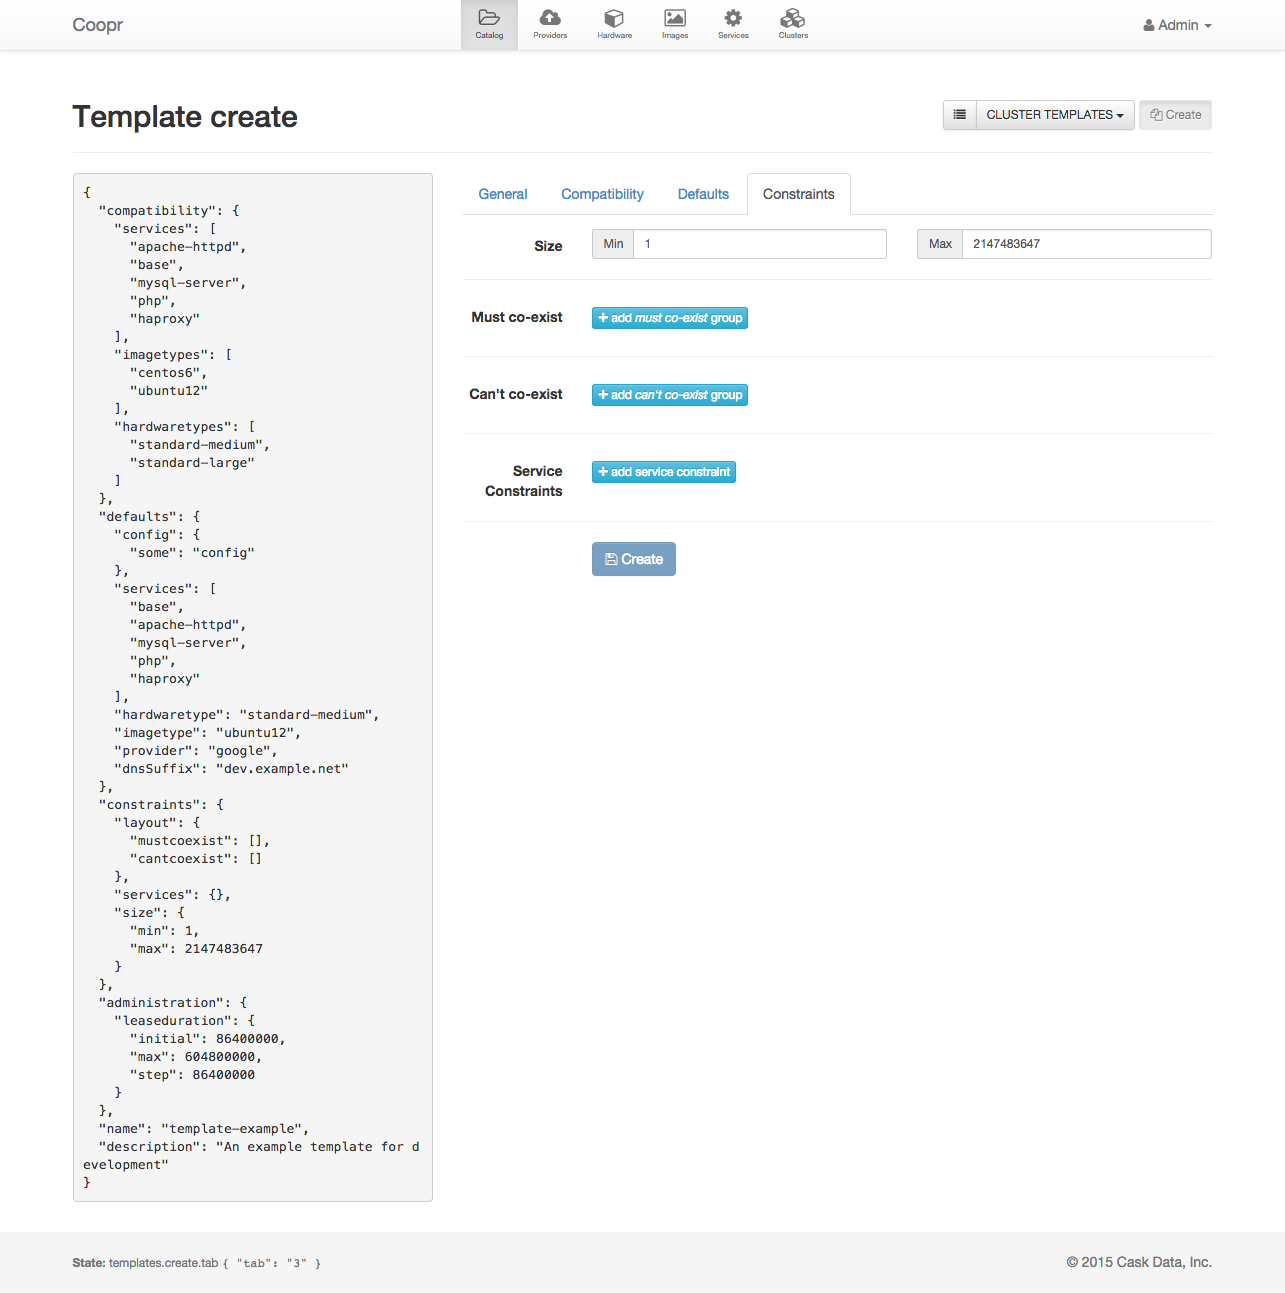 Coopr
Catalog
Providers
Hardware
Images
Services
Clusters
Admin
Template create
CLUSTER TEMPLATES
Create
{
  "compatibility": {
    "services": [
      "apache-httpd",
      "base",
      "mysql-server",
      "php",
      "haproxy"
    ],
    "imagetypes": [
      "centos6",
      "ubuntu12"
    ],
    "hardwaretypes": [
      "standard-medium",
      "standard-large"
    ]
  },
  "defaults": {
    "config": {
      "some": "config"
    },
    "services": [
      "base",
      "apache-httpd",
      "mysql-server",
      "php",
      "haproxy"
    ],
    "hardwaretype": "standard-medium",
    "imagetype": "ubuntu12",
    "provider": "google",
    "dnsSuffix": "dev.example.net"
  },
  "constraints": {
    "layout": {
      "mustcoexist": [],
      "cantcoexist": []
    },
    "services": {},
    "size": {
      "min": 1,
      "max": 2147483647
    }
  },
  "administration": {
    "leaseduration": {
      "initial": 86400000,
      "max": 604800000,
      "step": 86400000
    }
  },
  "name": "template-example",
  "description": "An example template for d
evelopment"
}
General
Compatibility
Defaults
Constraints
Size
Min 1
Max 2147483647
Must co-exist
+ add must co-exist group
Can't co-exist
+ add can't co-exist group
Service
Constraints
+ add service constraint
Create
State: templates.create.tab { "tab": "3" }
© 2015 Cask Data, Inc.